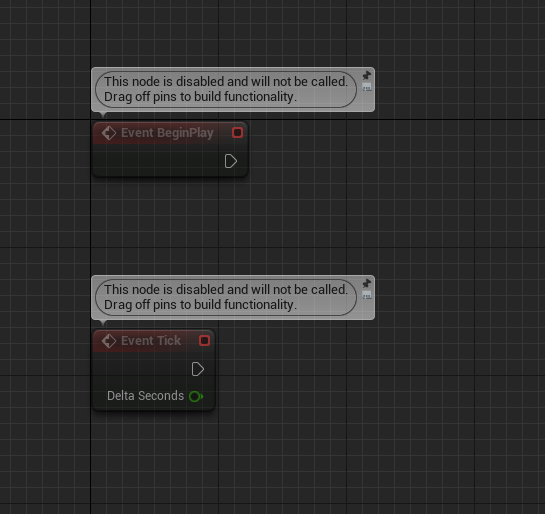 This node is disabled and will not be called.
Drag off pins to build functionality.
Event BeginPlay
This node is disabled and will not be called.
Drag off pins to build functionality.
Event Tick
Delta Seconds